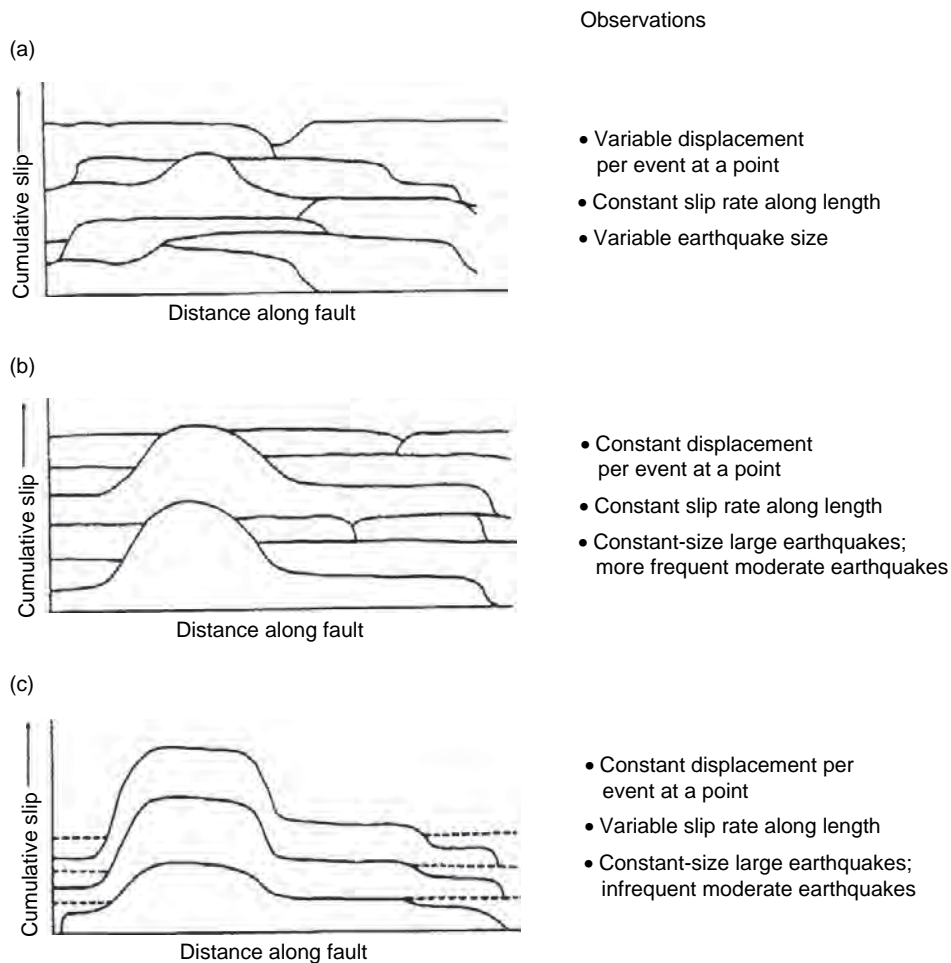 Observations
(a)
Cumulative slip
Distance along fault
• Variable displacement
per event at a point
• Constant slip rate along length
• Variable earthquake size
(b)
Cumulative slip
Distance along fault
• Constant displacement
per event at a point
• Constant slip rate along length
• Constant-size large earthquakes;
more frequent moderate earthquakes
(c)
Cumulative slip
Distance along fault
• Constant displacement per
event at a point
• Variable slip rate along length
• Constant-size large earthquakes;
infrequent moderate earthquakes